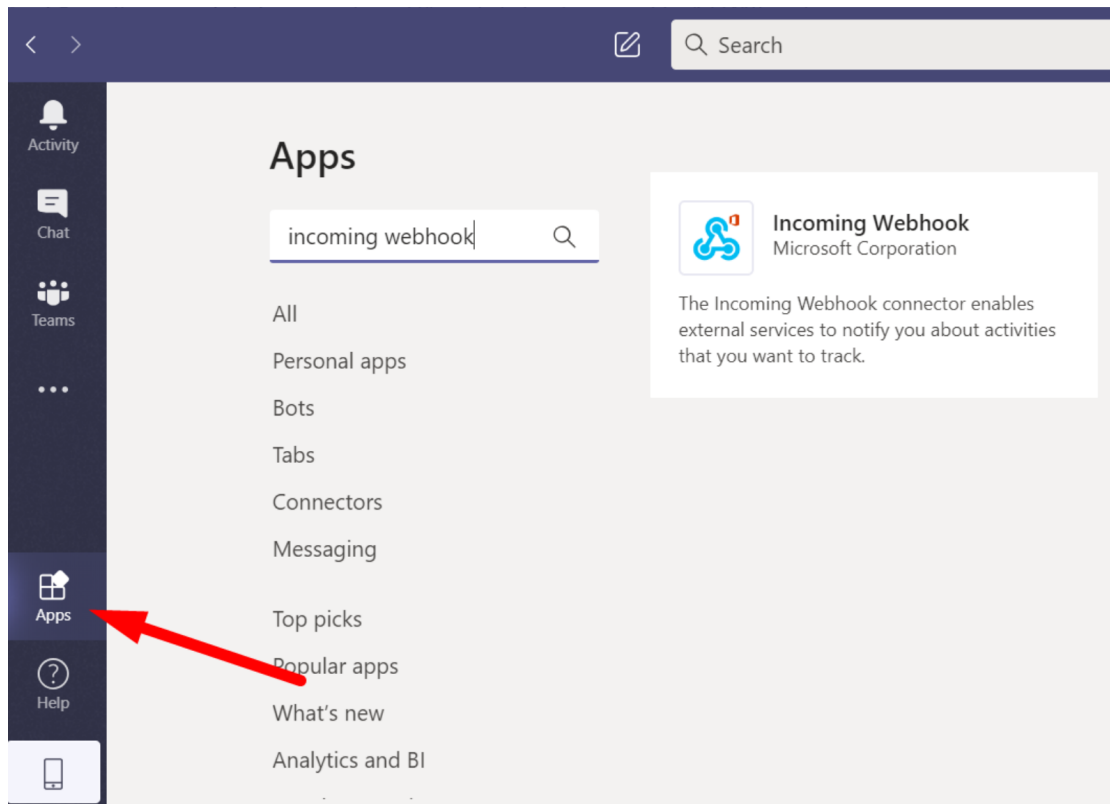 Search
Activity
Chat
Teams
Apps
Help
Apps
incoming webhook
All
Personal apps
Bots
Tabs
Connectors
Messaging
Top picks
Popular apps
What's new
Analytics and BI
Incoming Webhook
Microsoft Corporation
The Incoming Webhook connector enables
external services to notify you about activities
that you want to track.